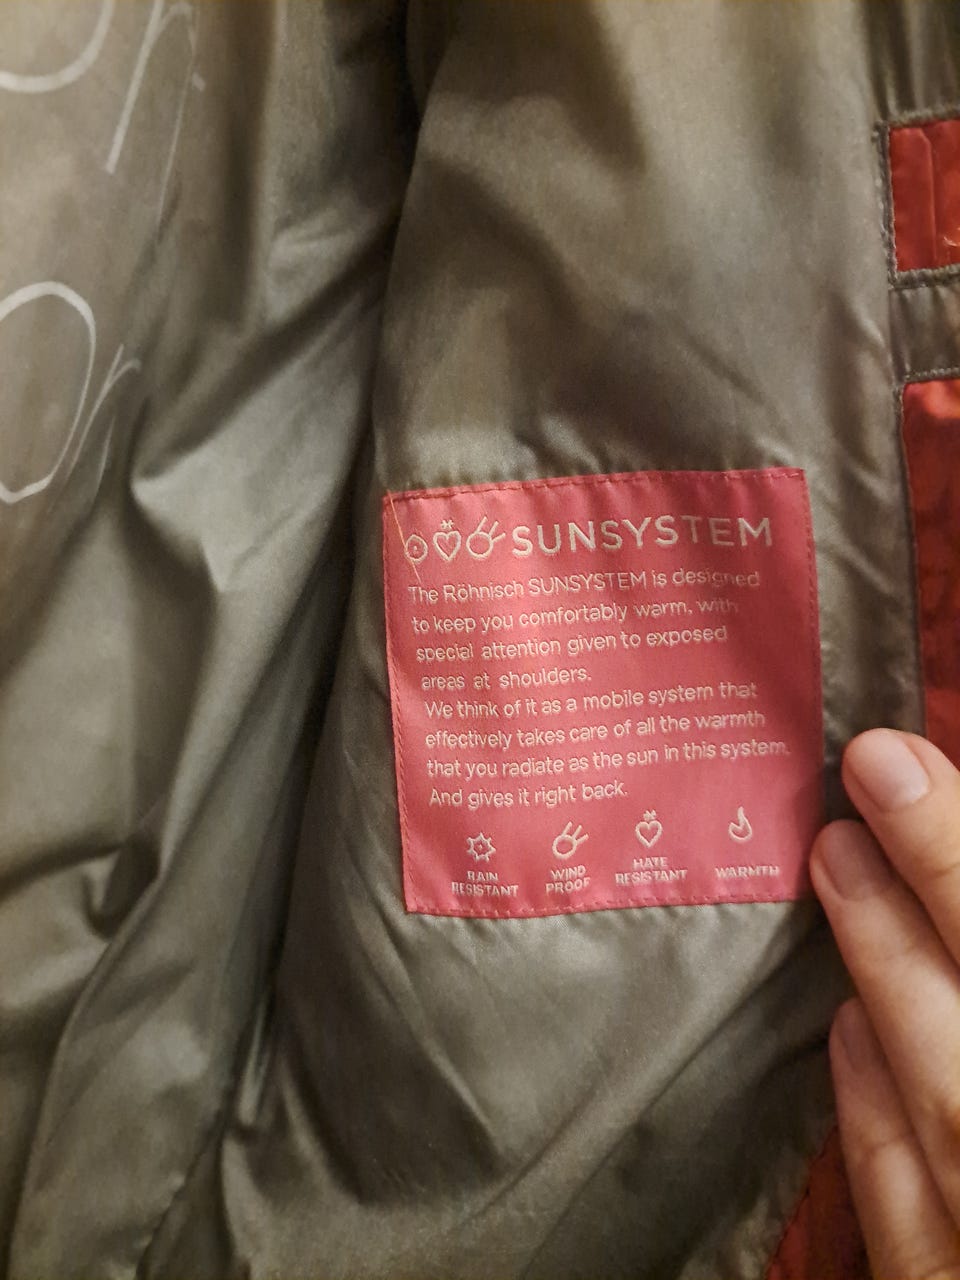 SUNSYSTEM
The Röhnisch SUNSYSTEM is designed
to keep you comfortably warm, with
special attention given to exposed
areas at shoulders.
We think of it as a mobile system that
effectively takes care of all the warmth
that you radiate as the sun in this system.
And gives it right back.
RAIN RESISTANT
WIND PROOF
HATE RESISTANT
WARMTH